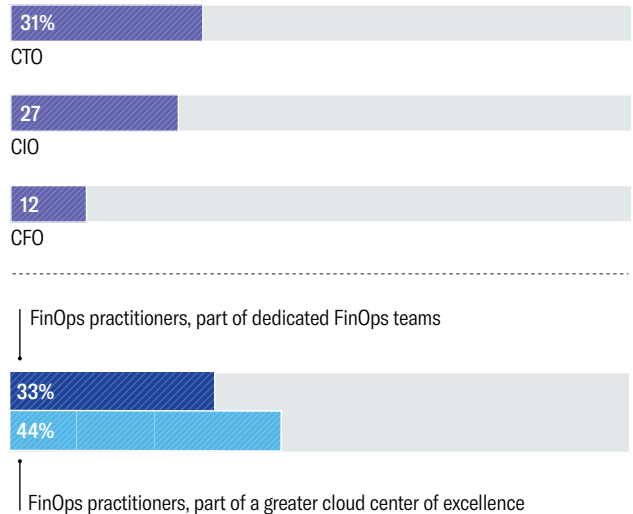 31%
CTO
27
CIO
12
CFO
FinOps practitioners, part of dedicated FinOps teams
33%
44%
FinOps practitioners, part of a greater cloud center of excellence